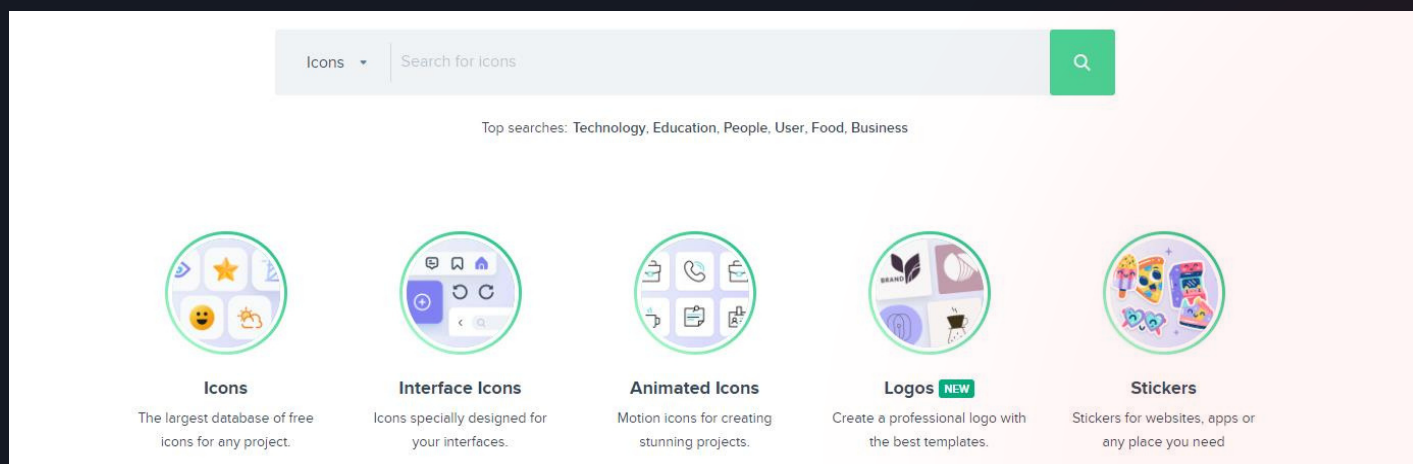 Icons
Search for icons
Top searches: Technology, Education, People, User, Food, Business
BRAND
Icons
The largest database of free
icons for any project.
Interface Icons
Icons specially designed for
your interfaces.
Animated Icons
Motion icons for creating
stunning projects.
Logos NEW
Create a professional logo with
the best templates.
Stickers
Stickers for websites, apps or
any place you need